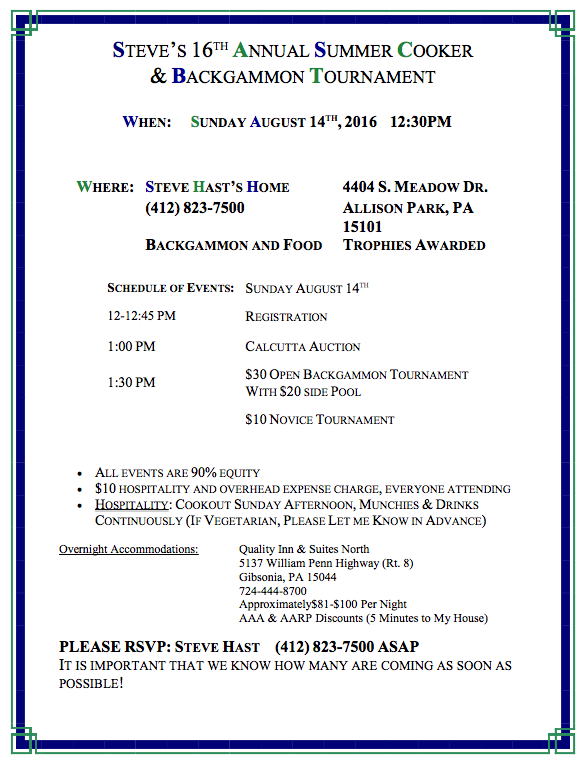 STEVE'S 16TH ANNUAL SUMMER COOKER
& BACKGAMMON TOURNAMENT
WHEN: SUNDAY AUGUST 14TH, 2016 12:30PM
WHERE: STEVE HAST'S HOME 4404 S. MEADOW DR.
(412) 823-7500 ALLISON PARK, PA
15101
BACKGAMMON AND FOOD TROPHIES AWARDED
SCHEDULE OF EVENTS: SUNDAY AUGUST 14TH
12-12:45 PM REGISTRATION
1:00 PM CALCUTTA AUCTION
1:30 PM $30 OPEN BACKGAMMON TOURNAMENT
WITH $20 SIDE POOL
$10 NOVICE TOURNAMENT
• ALL EVENTS ARE 90% EQUITY
• $10 HOSPITALITY AND OVERHEAD EXPENSE CHARGE, EVERYONE ATTENDING
• HOSPITALITY: COOKOUT SUNDAY AFTERNOON, MUNCHIES & DRINKS
CONTINUOUSLY (IF VEGETARIAN, PLEASE LET ME KNOW IN ADVANCE)
Overnight Accommodations: Quality Inn & Suites North
5137 William Penn Highway (Rt. 8)
Gibsonia, PA 15044
724-444-8700
Approximately$81-$100 Per Night
AAA & AARP Discounts (5 Minutes to My House)
PLEASE RSVP: STEVE HAST (412) 823-7500 ASAP
IT IS IMPORTANT THAT WE KNOW HOW MANY ARE COMING AS SOON AS
POSSIBLE!